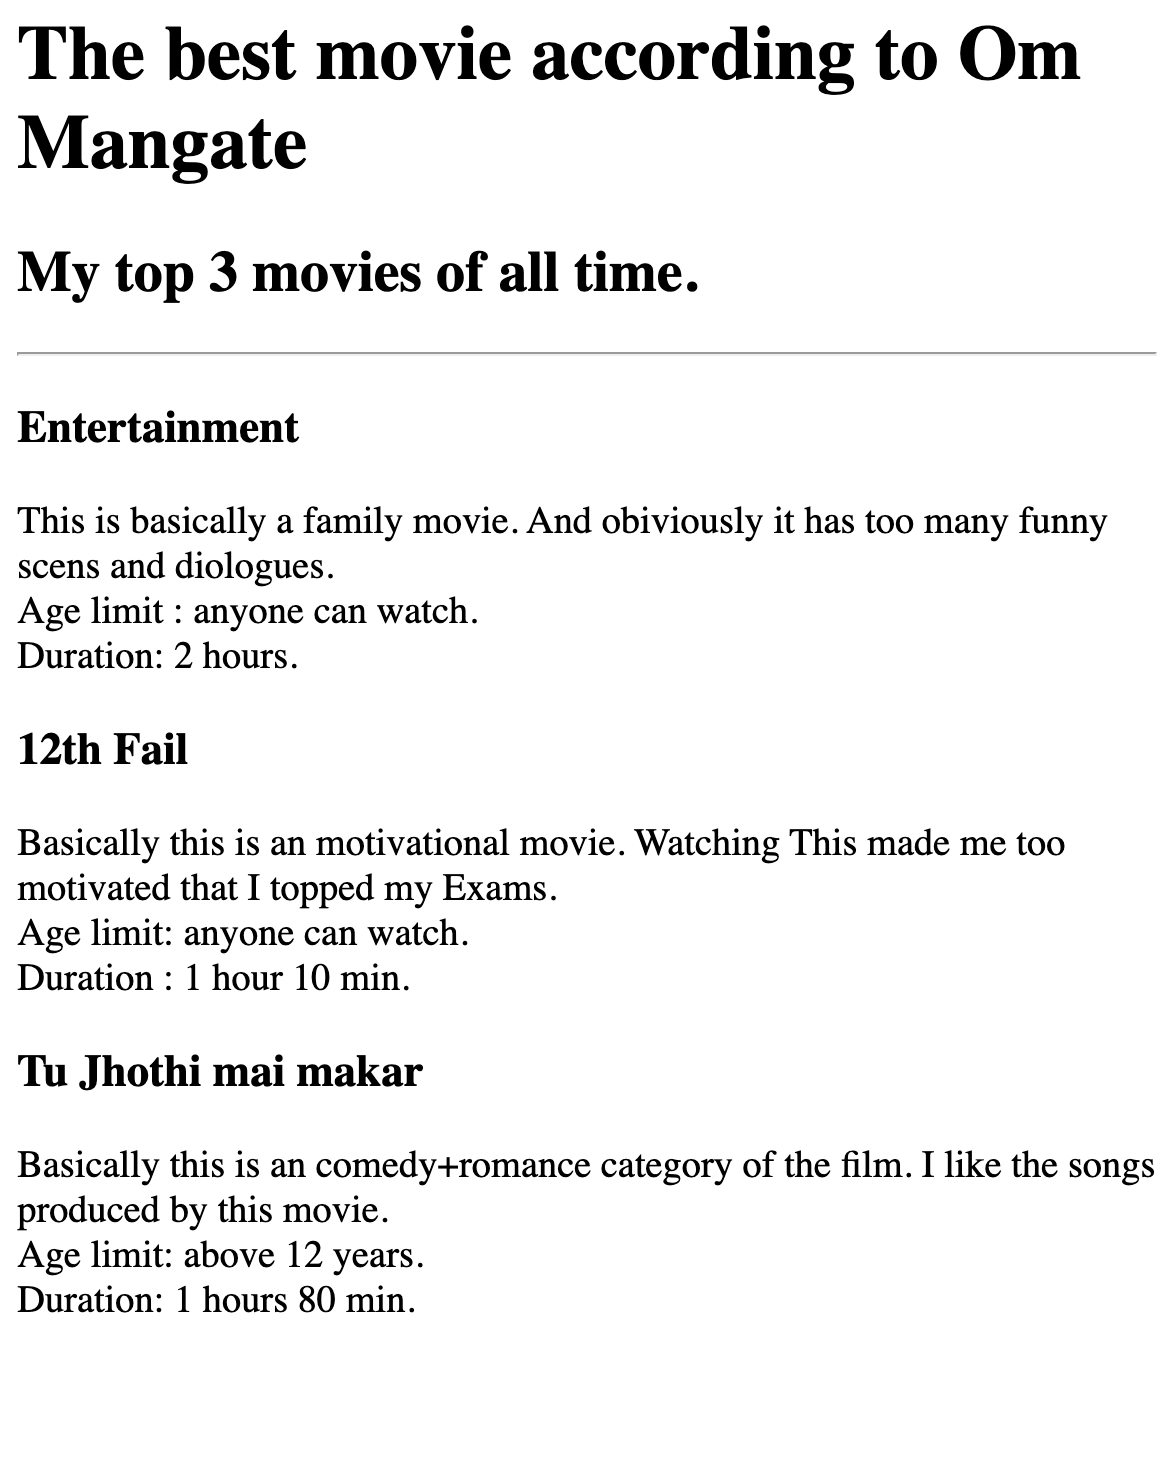 The best movie according to Om
Mangate
My top 3 movies of all time.
Entertainment
This is basically a family movie. And obiviously it has too many funny
scens and diologues.
Age limit : anyone can watch.
Duration: 2 hours.
12th Fail
Basically this is an motivational movie. Watching This made me too
motivated that I topped my Exams.
Age limit: anyone can watch.
Duration : 1 hour 10 min.
Tu Jhothi mai makar
Basically this is an comedy+romance category of the film. I like the songs
produced by this movie.
Age limit: above 12 years.
Duration: 1 hours 80 min.